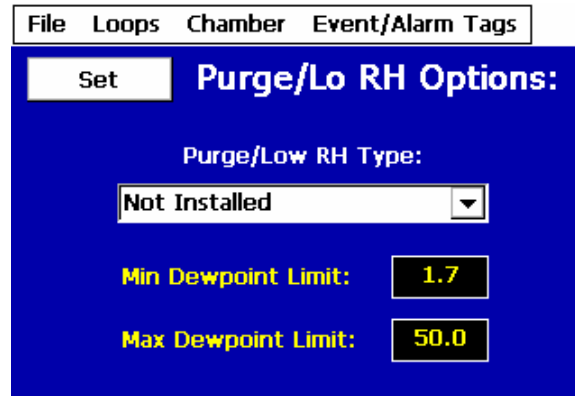 File Loops Chamber Event/Alarm Tags
Set Purge/Lo RH Options:
Purge/Low RH Type:
Not Installed
Min Dewpoint Limit: 1.7
Max Dewpoint Limit: 50.0